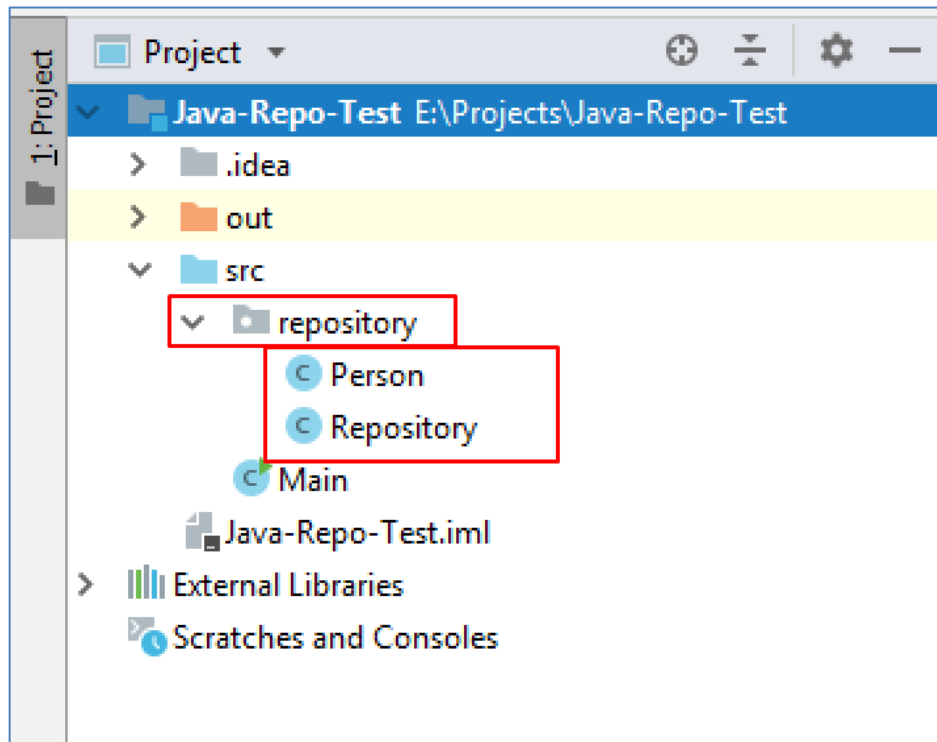 1: Project
Project
Java-Repo-Test E:\Projects\Java-Repo-Test
.idea
out
src
repository
C Person
C Repository
C Main
Java-Repo-Test.iml
External Libraries
Scratches and Consoles